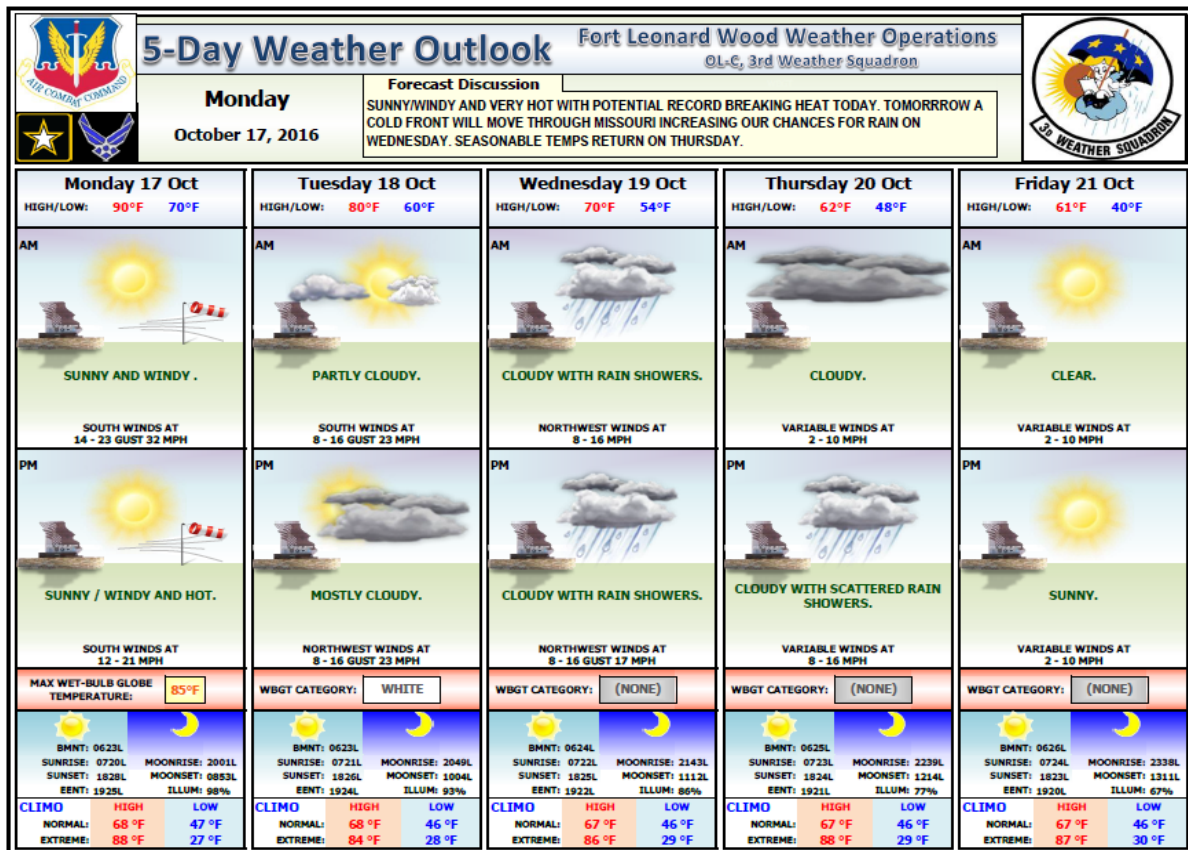 5-Day Weather Outlook
Fort Leonard Wood Weather Operations
OL-C, 3rd Weather Squadron
AIR COMBAT COMMAND
Monday
October 17, 2016
Forecast Discussion
SUNNY/WINDY AND VERY HOT WITH POTENTIAL RECORD BREAKING HEAT TODAY. TOMORRROW A
COLD FRONT WILL MOVE THROUGH MISSOURI INCREASING OUR CHANCES FOR RAIN ON
WEDNESDAY. SEASONABLE TEMPS RETURN ON THURSDAY.
3D WEATHER SQUADRON
Monday 17 Oct
HIGH/LOW: 90°F 70°F
AM
SUNNY AND WINDY .
SOUTH WINDS AT
14 - 23 GUST 32 MPH
PM
SUNNY / WINDY AND HOT.
SOUTH WINDS AT
12 - 21 MPH
MAX WET-BULB GLOBE
TEMPERATURE: 85°F
BMNT: 0623L
SUNRISE: 0720L MOONRISE: 2001L
SUNSET: 1828L MOONSET: 0853L
EENT: 1925L ILLUM: 98%
CLIMO HIGH LOW
NORMAL: 68 °F 47 °F
EXTREME: 88 °F 27 °F
Tuesday 18 Oct
HIGH/LOW: 80°F 60°F
AM
PARTLY CLOUDY.
SOUTH WINDS AT
8 - 16 GUST 23 MPH
PM
MOSTLY CLOUDY.
NORTHWEST WINDS AT
8 - 16 GUST 23 MPH
WBGT CATEGORY: WHITE
BMNT: 0623L
SUNRISE: 0721L MOONRISE: 2049L
SUNSET: 1826L MOONSET: 1004L
EENT: 1924L ILLUM: 93%
CLIMO HIGH LOW
NORMAL: 68 °F 46 °F
EXTREME: 84 °F 28 °F
Wednesday 19 Oct
HIGH/LOW: 70°F 54°F
AM
CLOUDY WITH RAIN SHOWERS.
NORTHWEST WINDS AT
8 - 16 MPH
PM
CLOUDY WITH RAIN SHOWERS.
NORTHWEST WINDS AT
8 - 16 GUST 17 MPH
WBGT CATEGORY: (NONE)
BMNT: 0624L
SUNRISE: 0722L MOONRISE: 2143L
SUNSET: 1825L MOONSET: 1112L
EENT: 1922L ILLUM: 86%
CLIMO HIGH LOW
NORMAL: 67 °F 46 °F
EXTREME: 86 °F 29 °F
Thursday 20 Oct
HIGH/LOW: 62°F 48°F
AM
CLOUDY.
VARIABLE WINDS AT
2 - 10 MPH
PM
CLOUDY WITH SCATTERED RAIN
SHOWERS.
VARIABLE WINDS AT
8 - 16 MPH
WBGT CATEGORY: (NONE)
BMNT: 0625L
SUNRISE: 0723L MOONRISE: 2239L
SUNSET: 1824L MOONSET: 1214L
EENT: 1921L ILLUM: 77%
CLIMO HIGH LOW
NORMAL: 67 °F 46 °F
EXTREME: 88 °F 29 °F
Friday 21 Oct
HIGH/LOW: 61°F 40°F
AM
CLEAR.
VARIABLE WINDS AT
2 - 10 MPH
PM
SUNNY.
VARIABLE WINDS AT
2 - 10 MPH
WBGT CATEGORY: (NONE)
BMNT: 0626L
SUNRISE: 0724L MOONRISE: 2338L
SUNSET: 1823L MOONSET: 1311L
EENT: 1920L ILLUM: 67%
CLIMO HIGH LOW
NORMAL: 67 °F 46 °F
EXTREME: 87 °F 30 °F